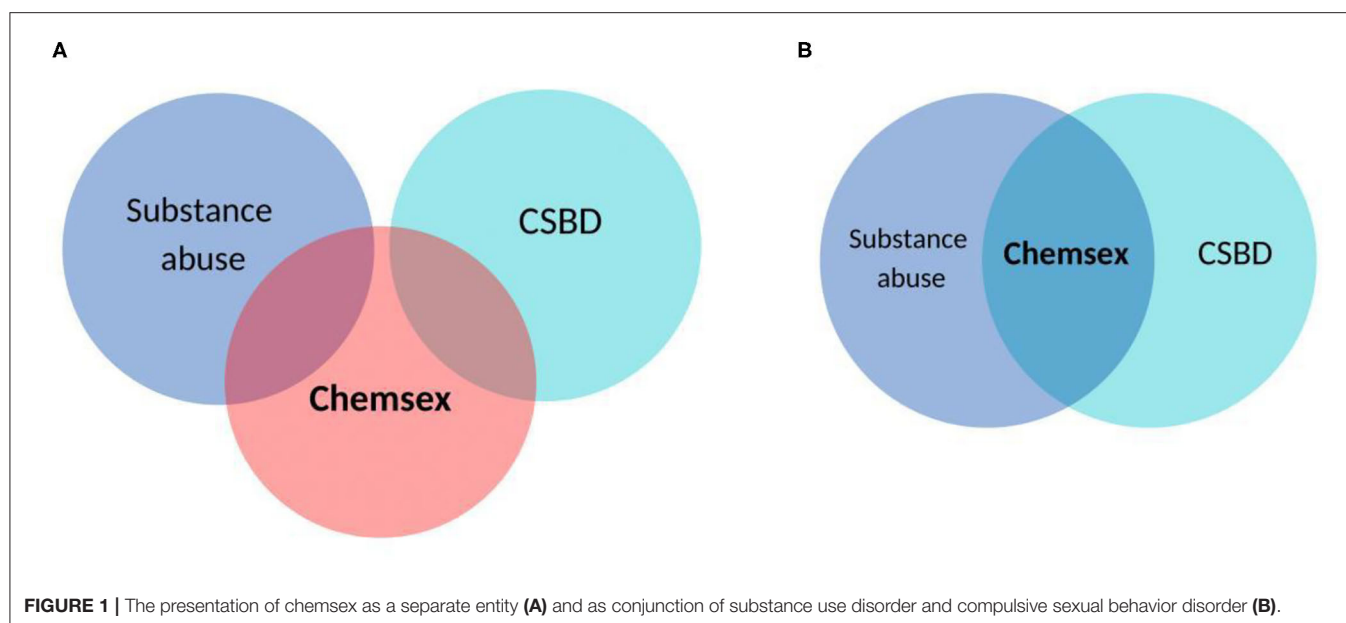 A
B
Substance
abuse
CSBD
Chemsex
Substance
abuse
Chemsex
CSBD
FIGURE 1 | The presentation of chemsex as a separate entity (A) and as conjunction of substance use disorder and compulsive sexual behavior disorder (B).